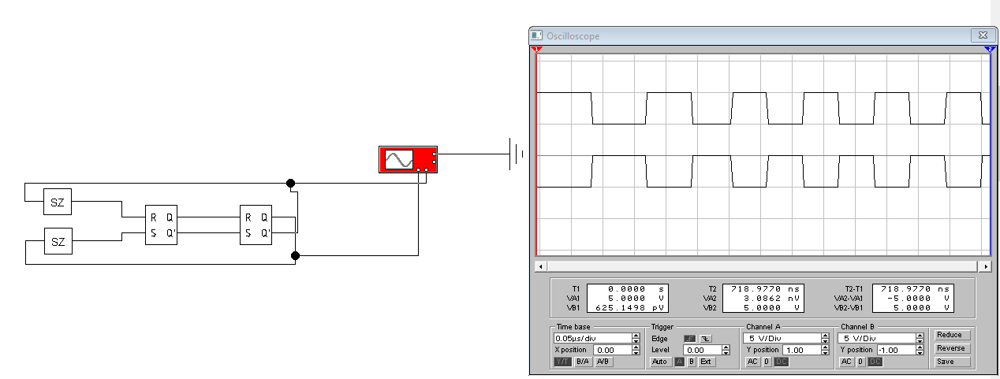 Oscilloscope
1
2
SZ
SZ
R Q
S Q'
R Q
S Q'
T1 0.0000 s
VA1 5.0000 V
VB1 625.1498 pV
T2 718.9770 ns
VA2 3.0862 nV
VB2 5.0000 V
T2-T1 718.9770 ns
VA2-VA1 -5.0000 V
VB2-VB1 5.0000 V
Time base
0.05µs/div
X position 0.00
Y/T B/A A/B
Trigger
Edge
Level 0.00
Auto A B Ext
Channel A
5 V/Div
Y position 1.00
AC 0 DC
Channel B
5 V/Div
Y position -1.00
AC 0 DC
Reduce
Reverse
Save